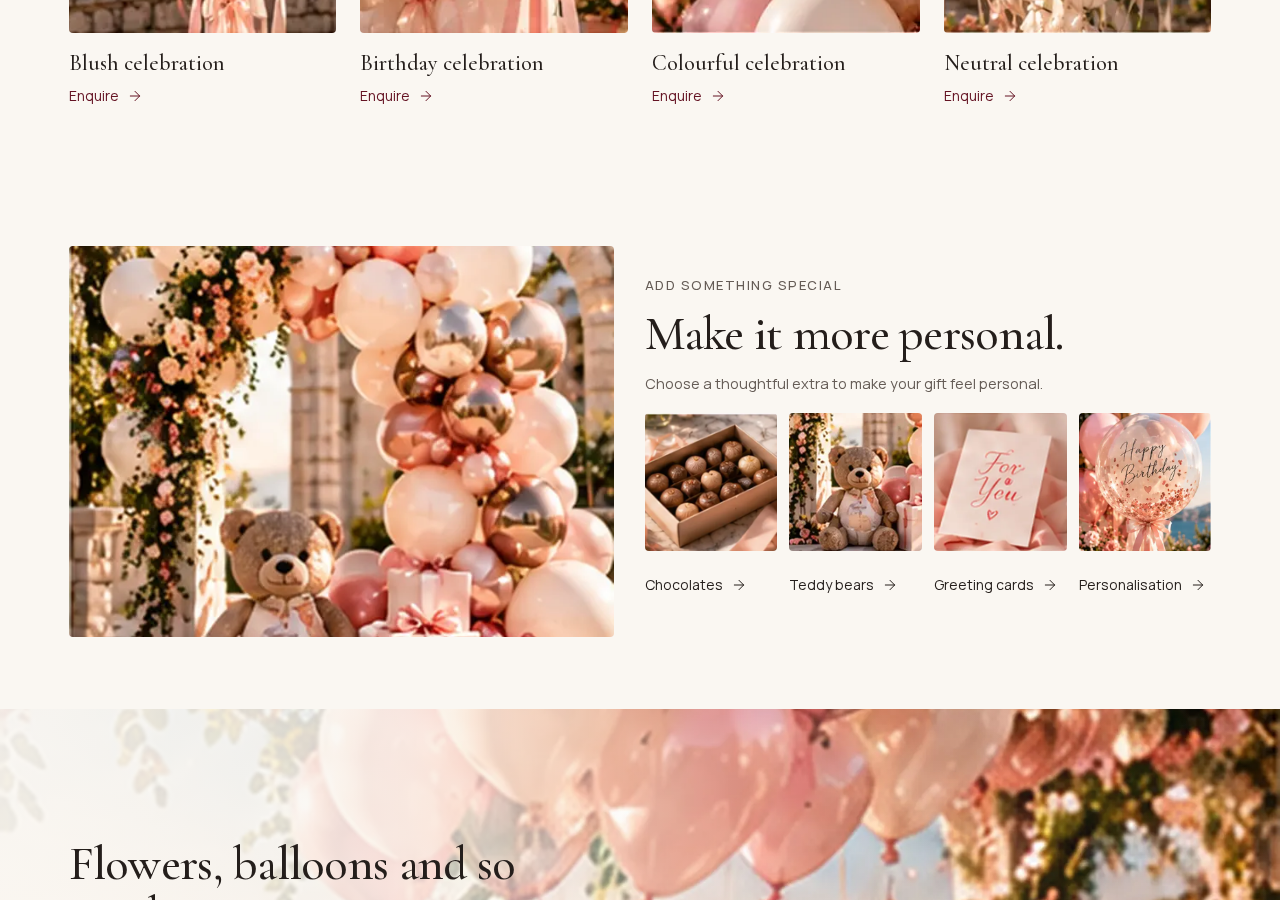 Blush celebration
Birthday celebration
Colourful celebration
Neutral celebration
Enquire →
Enquire →
Enquire →
Enquire →
ADD SOMETHING SPECIAL
Make it more personal.
Choose a thoughtful extra to make your gift feel personal.
For
a
You
Happy
Birthday
Chocolates →
Teddy bears →
Greeting cards →
Personalisation →
Flowers, balloons and so